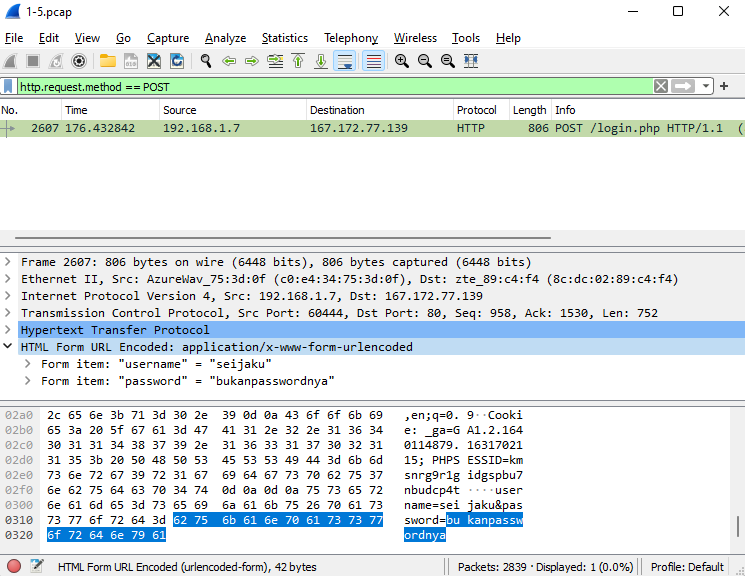 1-5.pcap
File Edit View Go Capture Analyze Statistics Telephony Wireless Tools Help
http.request.method == POST
No. Time Source Destination Protocol Length Info
2607 176.432842 192.168.1.7 167.172.77.139 HTTP 806 POST /login.php HTTP/1.1 (
Frame 2607: 806 bytes on wire (6448 bits), 806 bytes captured (6448 bits)
Ethernet II, Src: AzureWav_75:3d:0f (c0:e4:34:75:3d:0f), Dst: zte_89:c4:f4 (8c:dc:02:89:c4:f4)
Internet Protocol Version 4, Src: 192.168.1.7, Dst: 167.172.77.139
Transmission Control Protocol, Src Port: 60444, Dst Port: 80, Seq: 958, Ack: 1530, Len: 752
Hypertext Transfer Protocol
HTML Form URL Encoded: application/x-www-form-urlencoded
Form item: "username" = "seijaku"
Form item: "password" = "bukanpasswordnya"
02a0 2c 65 6e 3b 71 3d 30 2e 39 0d 0a 43 6f 6f 6b 69 ,en;q=0. 9··Cooki
02b0 65 3a 20 5f 67 61 3d 47 41 31 2e 32 2e 31 36 34 e: _ga=G A1.2.164
02c0 30 31 31 34 38 37 39 2e 31 36 33 31 37 30 32 31 0114879. 16317021
02d0 31 35 3b 20 50 48 50 53 45 53 53 49 44 3d 6b 6d 15; PHPS ESSID=km
02e0 73 6e 72 67 39 72 31 67 69 64 67 73 70 62 75 37 snrg9r1g idgspbu7
02f0 6e 62 75 64 63 70 34 74 0d 0a 0d 0a 75 73 65 72 nbudcp4t ····user
0300 6e 61 6d 65 3d 73 65 69 6a 61 6b 75 26 70 61 73 name=sei jaku&pas
0310 73 77 6f 72 64 3d 62 75 6b 61 6e 70 61 73 73 77 sword=bu kanpassw
0320 6f 72 64 6e 79 61 ordnya
HTML Form URL Encoded (urlencoded-form), 42 bytes Packets: 2839 · Displayed: 1 (0.0%) Profile: Default